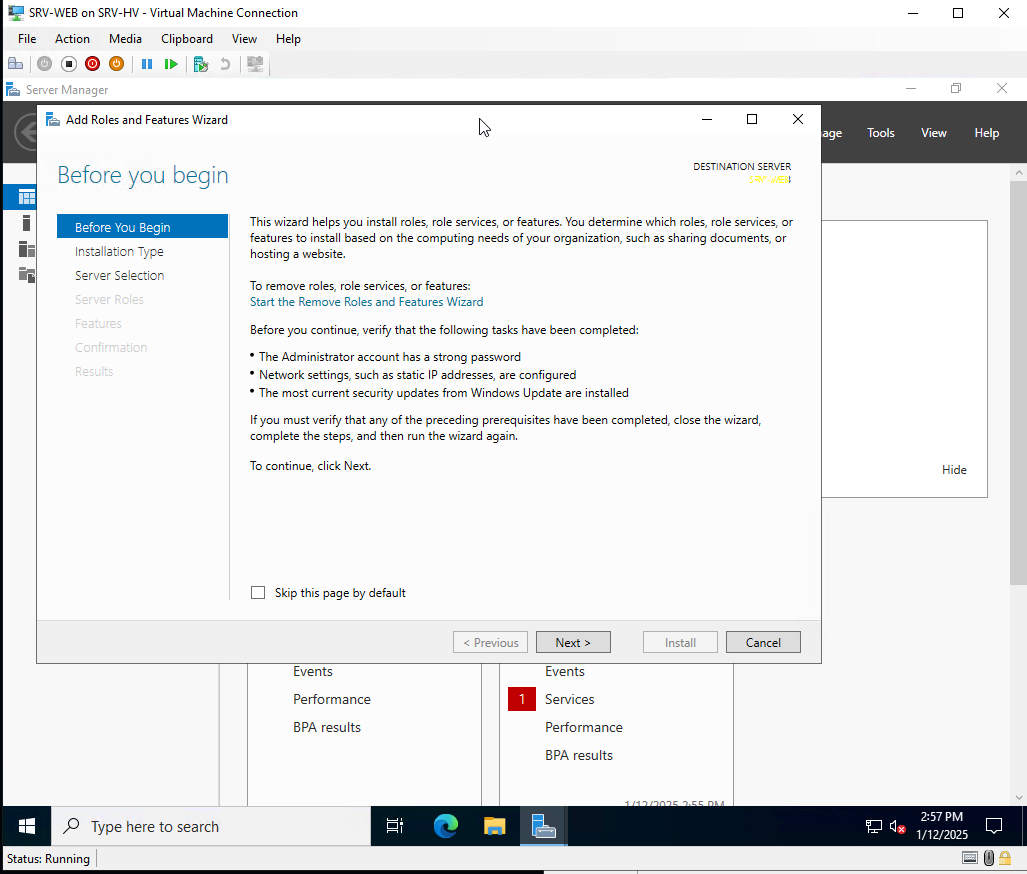 SRV-WEB on SRV-HV - Virtual Machine Connection
File Action Media Clipboard View Help
Server Manager
Add Roles and Features Wizard
age Tools View Help
Before you begin
DESTINATION SERVER
SRV-WEB
Before You Begin
Installation Type
Server Selection
Server Roles
Features
Confirmation
Results
This wizard helps you install roles, role services, or features. You determine which roles, role services, or
features to install based on the computing needs of your organization, such as sharing documents, or
hosting a website.
To remove roles, role services, or features:
Start the Remove Roles and Features Wizard
Before you continue, verify that the following tasks have been completed:
• The Administrator account has a strong password
• Network settings, such as static IP addresses, are configured
• The most current security updates from Windows Update are installed
If you must verify that any of the preceding prerequisites have been completed, close the wizard,
complete the steps, and then run the wizard again.
To continue, click Next.
Hide
Skip this page by default
< Previous Next > Install Cancel
Events
Performance
BPA results
Events
1 Services
Performance
BPA results
1/12/2025 2:55 PM
Type here to search
2:57 PM
1/12/2025
Status: Running